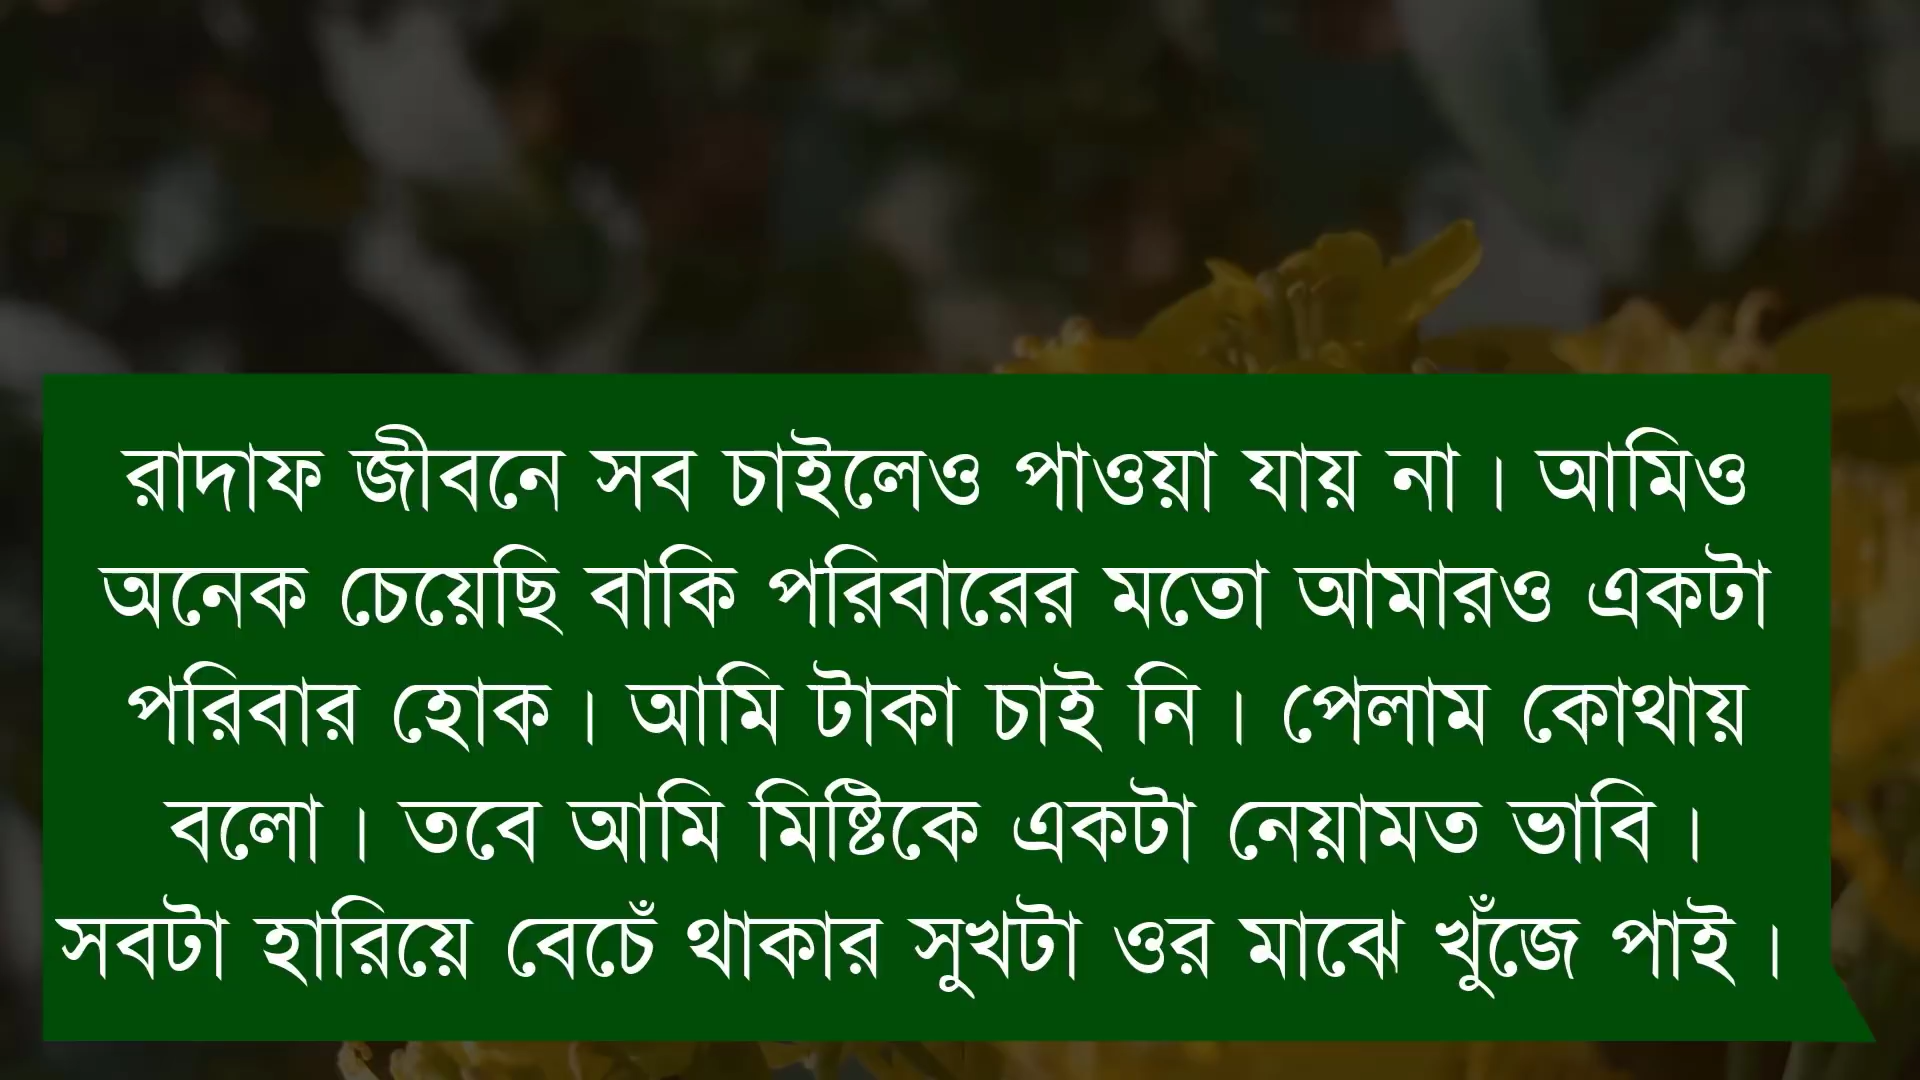 রাদাফ জীবনে সব চাইলেও পাওয়া যায় না । আমিও
অনেক চেয়েছি বাকি পরিবারের মতো আমারও একটা
পরিবার হোক । আমি টাকা চাই নি । পেলাম কোথায়
বলো । তবে আমি মিষ্টিকে একটা নেয়ামত ভাবি ।
সবটা হারিয়ে বেচেঁ থাকার সুখটা ওর মাঝে খুঁজে পাই ।